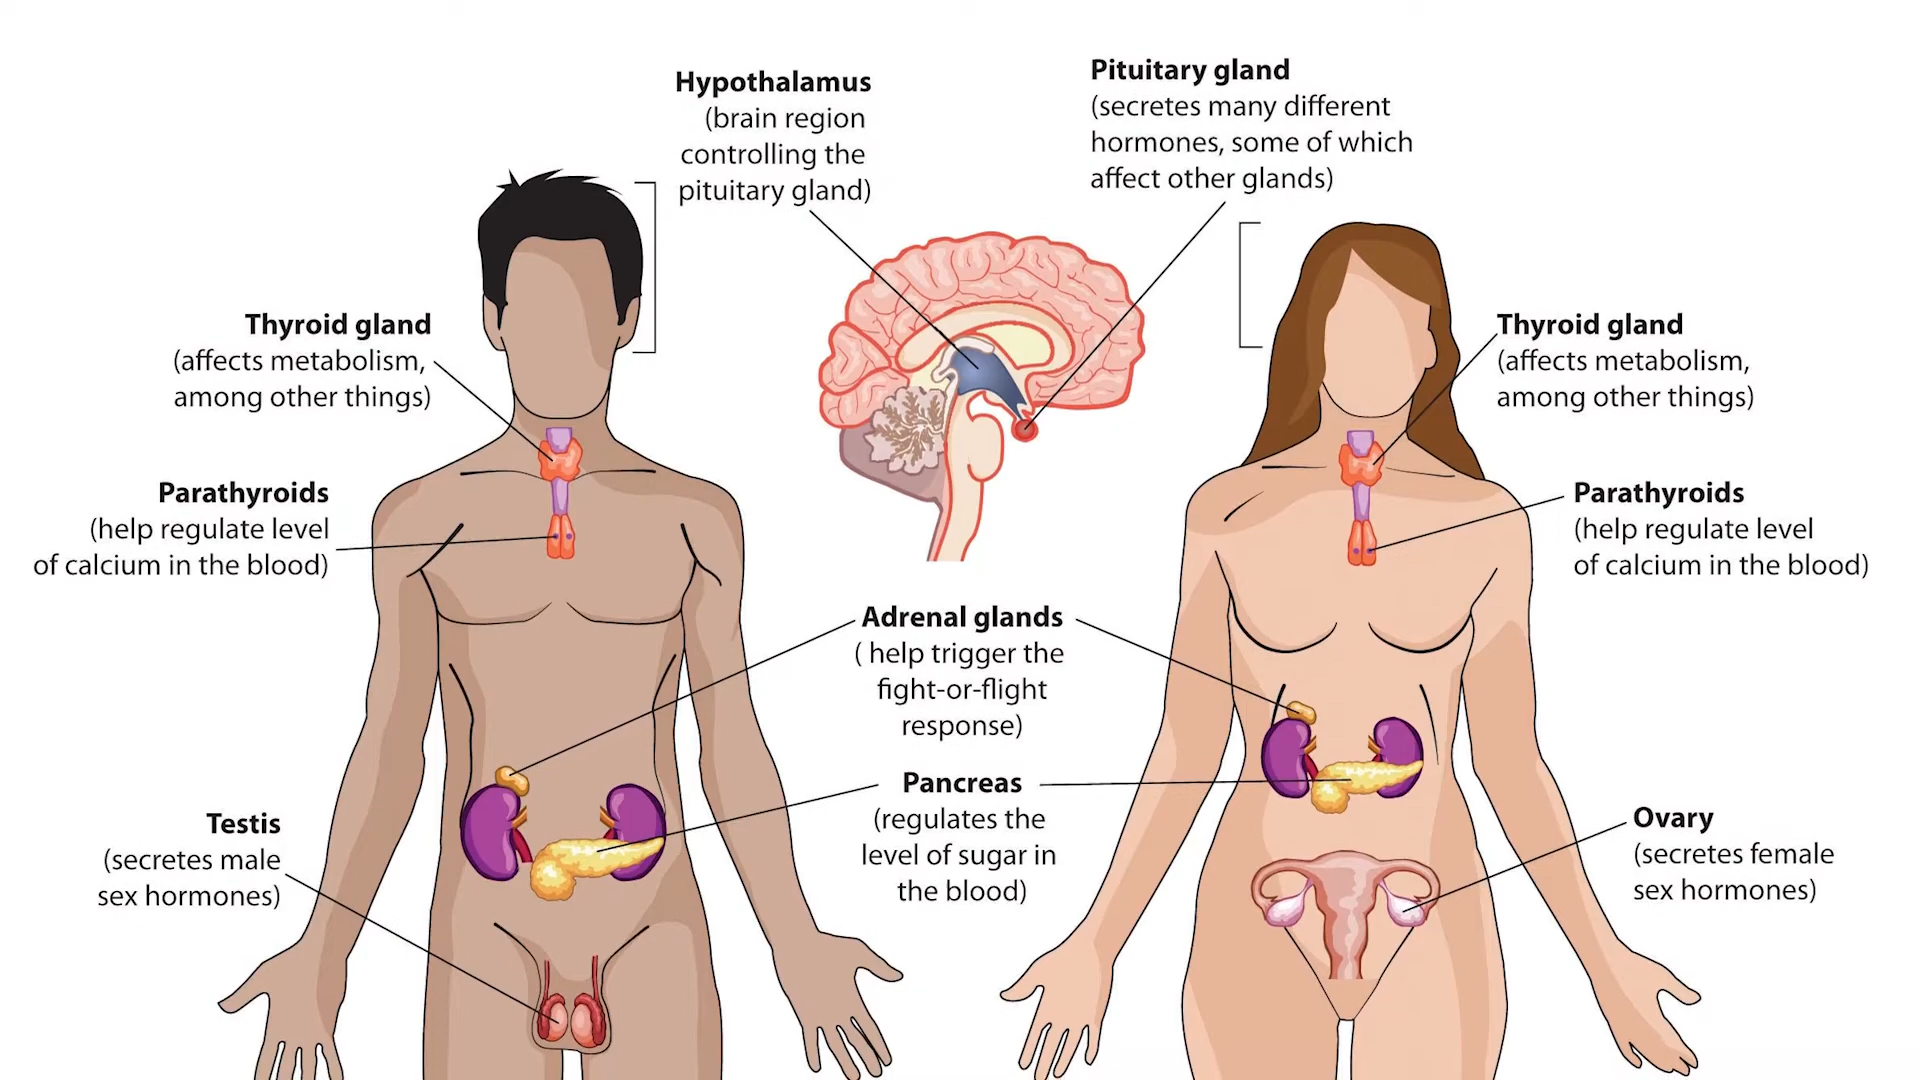 Hypothalamus
(brain region
controlling the
pituitary gland)
Pituitary gland
(secretes many different
hormones, some of which
affect other glands)
Thyroid gland
(affects metabolism,
among other things)
Thyroid gland
(affects metabolism,
among other things)
Parathyroids
(help regulate level
of calcium in the blood)
Parathyroids
(help regulate level
of calcium in the blood)
Adrenal glands
( help trigger the
fight-or-flight
response)
Pancreas
(regulates the
level of sugar in
the blood)
Testis
(secretes male
sex hormones)
Ovary
(secretes female
sex hormones)